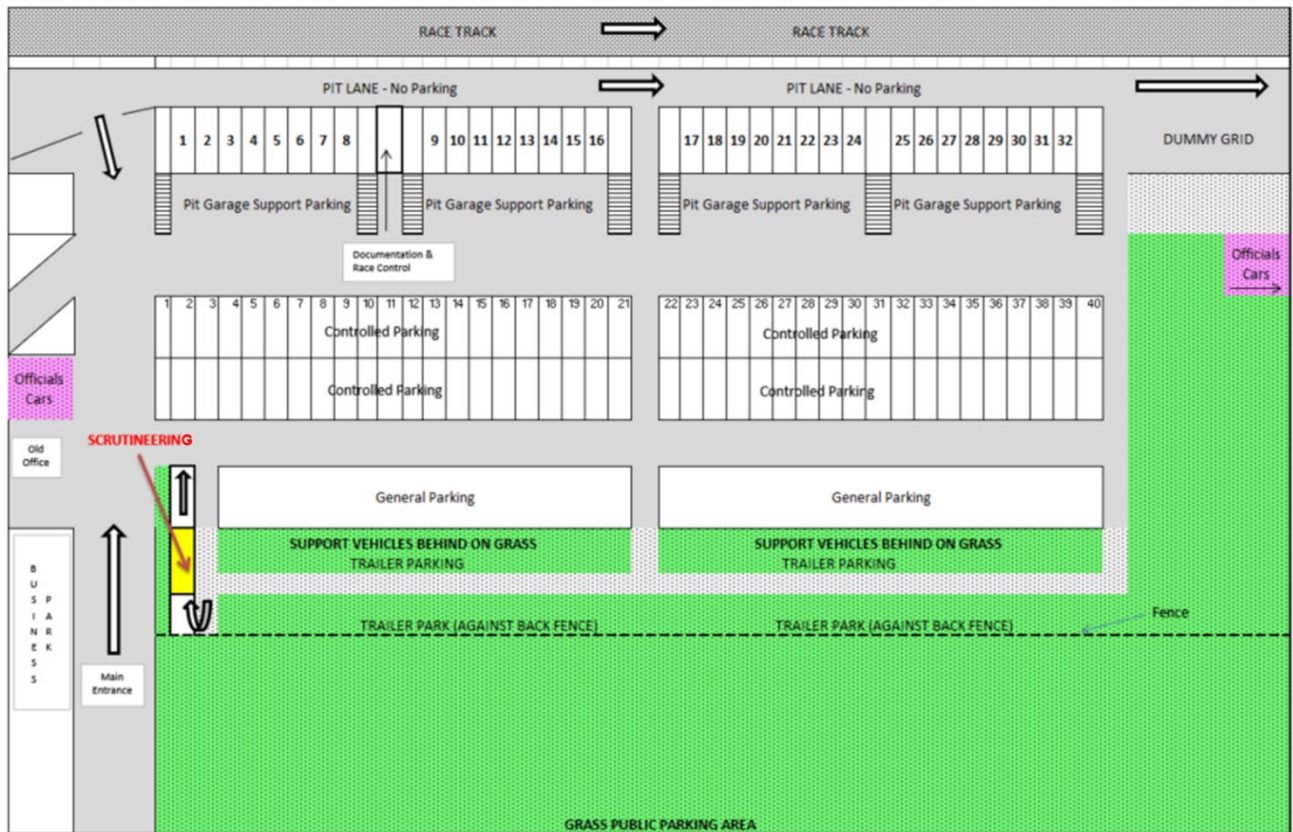 RACE TRACK RACE TRACK
PIT LANE - No Parking PIT LANE - No Parking
1 2 3 4 5 6 7 8 9 10 11 12 13 14 15 16 17 18 19 20 21 22 23 24 25 26 27 28 29 30 31 32 DUMMY GRID
Pit Garage Support Parking Pit Garage Support Parking Pit Garage Support Parking Pit Garage Support Parking
Documentation &
Race Control
Officials
Cars
1 2 3 4 5 6 7 8 9 10 11 12 13 14 15 16 17 18 19 20 21 22 23 24 25 26 27 28 29 30 31 32 33 34 35 36 37 38 39 40
Controlled Parking Controlled Parking
Controlled Parking Controlled Parking
Officials
Cars
Old
Office
SCRUTINEERING
General Parking General Parking
SUPPORT VEHICLES BEHIND ON GRASS SUPPORT VEHICLES BEHIND ON GRASS
TRAILER PARKING TRAILER PARKING
BUSINESS
PARK
Fence
TRAILER PARK (AGAINST BACK FENCE) TRAILER PARK (AGAINST BACK FENCE)
Main
Entrance
GRASS PUBLIC PARKING AREA